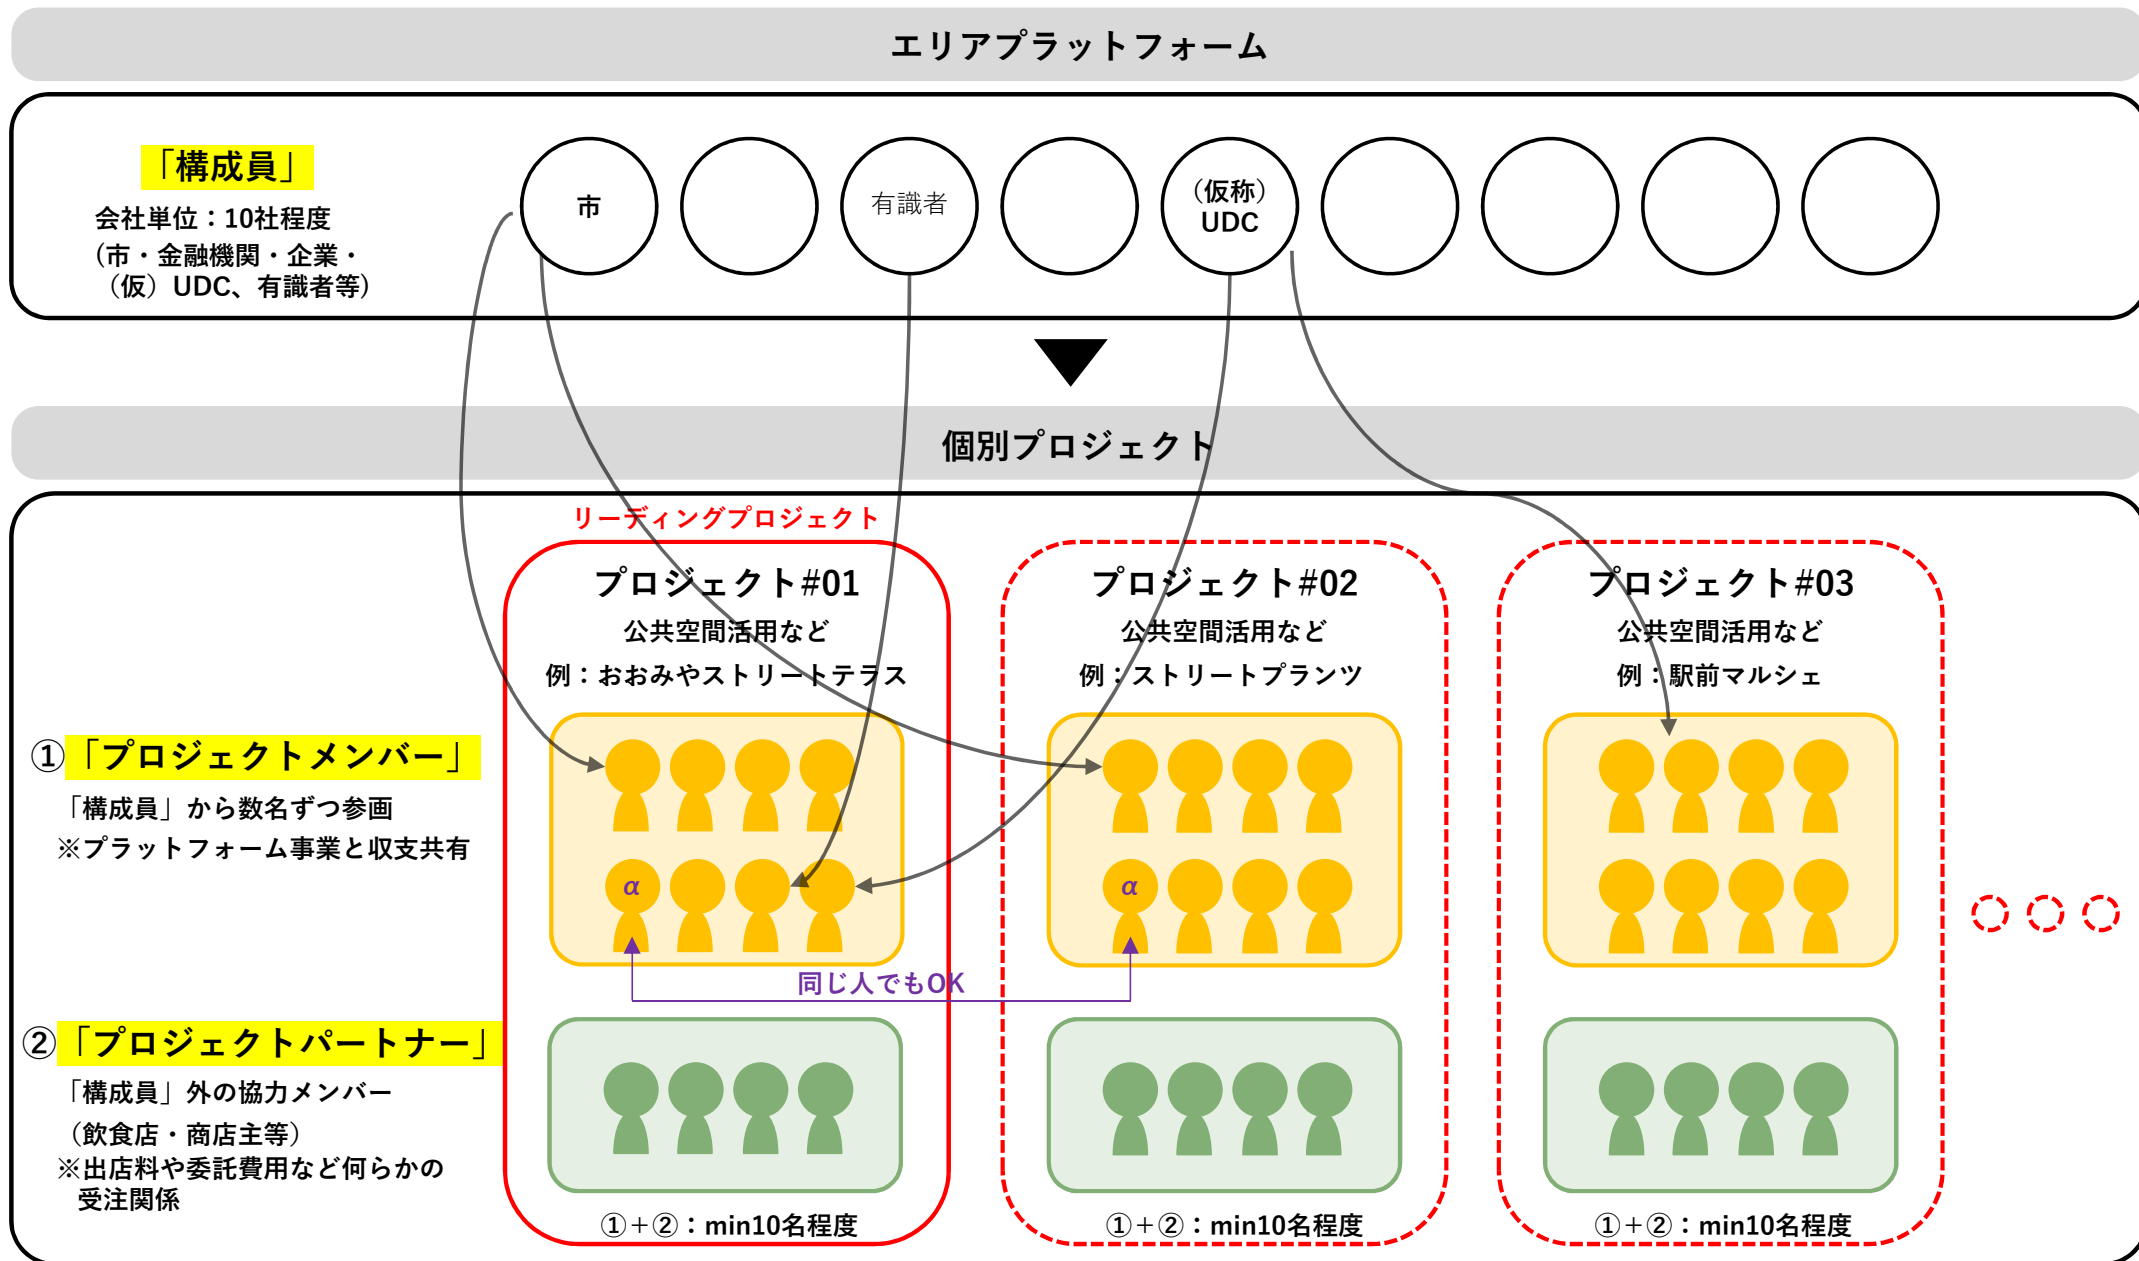 エリアプラットフォーム
「構成員」
会社単位：10社程度
(市・金融機関・企業・
（仮）UDC、有識者等)
市
有識者
（仮称）
UDC
個別プロジェクト
リーディングプロジェクト
プロジェクト#01
公共空間活用など
例：おおみやストリートテラス
プロジェクト#02
公共空間活用など
例：ストリートプランツ
プロジェクト#03
公共空間活用など
例：駅前マルシェ
①「プロジェクトメンバー」
「構成員」から数名ずつ参画
※プラットフォーム事業と収支共有
α
α
同じ人でもOK
②「プロジェクトパートナー」
「構成員」外の協力メンバー
（飲食店・商店主等）
※出店料や委託費用など何らかの
受注関係
①＋②：min10名程度
①＋②：min10名程度
①＋②：min10名程度